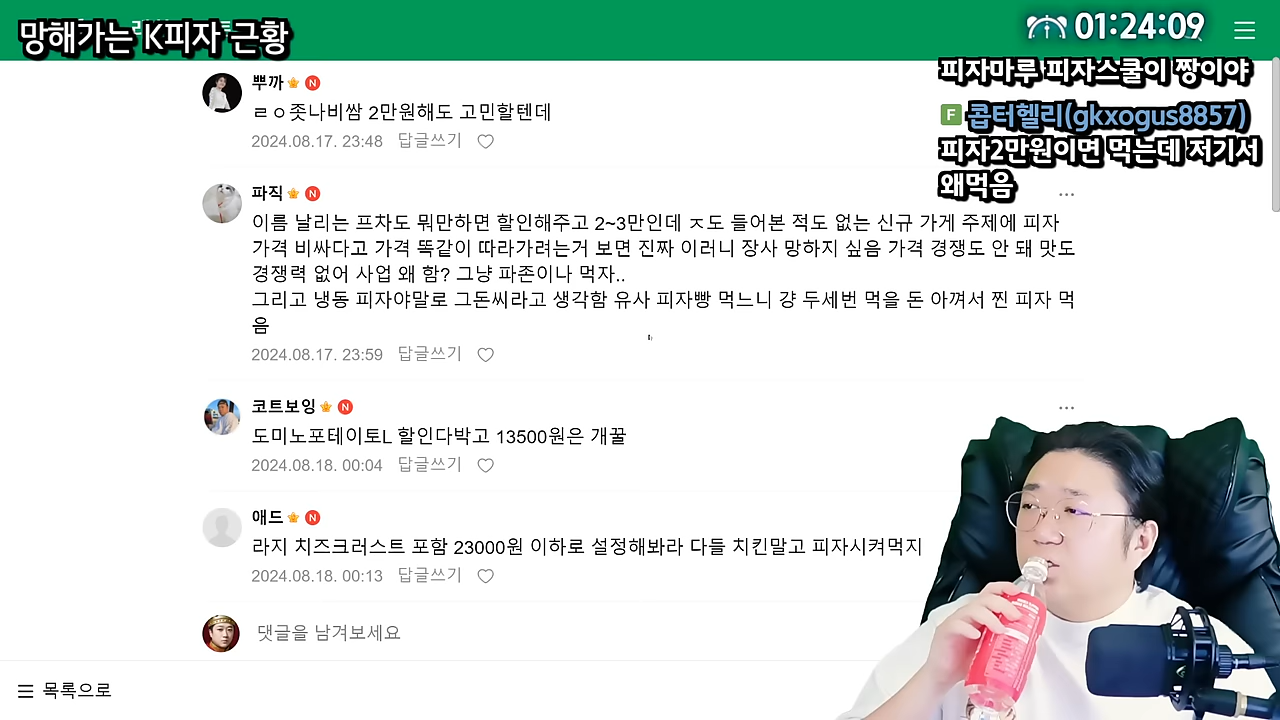 망해가는 K피자 근황
01:24:09
피자마루 피자스쿨이 짱이야
F 콥터헬리(gkxogus8857)
피자2만원이면 먹는데 저기서
왜먹음
뿌까 N
ㄹㅇ좃나비쌈 2만원해도 고민할텐데
2024.08.17. 23:48 답글쓰기
파직 N
이름 날리는 프차도 뭐만하면 할인해주고 2~3만인데 ㅈ도 들어본 적도 없는 신규 가게 주제에 피자
가격 비싸다고 가격 똑같이 따라가려는거 보면 진짜 이러니 장사 망하지 싶음 가격 경쟁도 안 돼 맛도
경쟁력 없어 사업 왜 함? 그냥 파존이나 먹자..
그리고 냉동 피자야말로 그돈씨라고 생각함 유사 피자빵 먹느니 걍 두세번 먹을 돈 아껴서 찐 피자 먹
음
2024.08.17. 23:59 답글쓰기
코트보잉 N
도미노포테이토L 할인다박고 13500원은 개꿀
2024.08.18. 00:04 답글쓰기
애드 N
라지 치즈크러스트 포함 23000원 이하로 설정해봐라 다들 치킨말고 피자시켜먹지
2024.08.18. 00:13 답글쓰기
댓글을 남겨보세요
목록으로